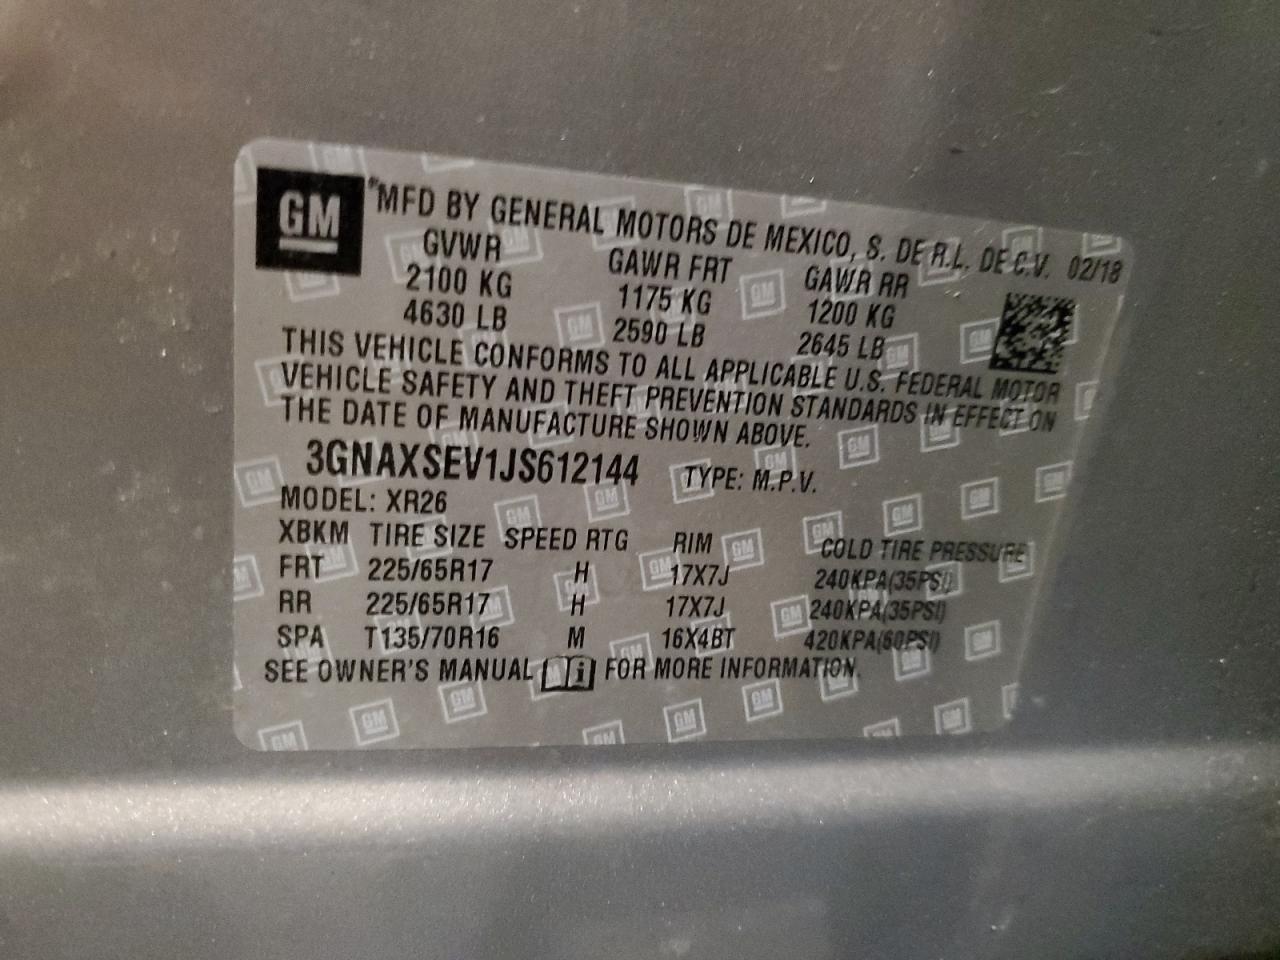 GM
®MFD BY GENERAL MOTORS DE MEXICO, S. DE R.L. DE C.V. 02/18
GVWR GAWR FRT GAWR RR
2100 KG 1175 KG 1200 KG
4630 LB 2590 LB 2645 LB
THIS VEHICLE CONFORMS TO ALL APPLICABLE U.S. FEDERAL MOTOR
VEHICLE SAFETY AND THEFT PREVENTION STANDARDS IN EFFECT ON
THE DATE OF MANUFACTURE SHOWN ABOVE.
3GNAXSEV1JS612144 TYPE: M.P.V.
MODEL: XR26
XBKM TIRE SIZE SPEED RTG RIM COLD TIRE PRESSURE
FRT 225/65R17 H 17X7J 240KPA(35PSI)
RR 225/65R17 H 17X7J 240KPA(35PSI)
SPA T135/70R16 M 16X4BT 420KPA(60PSI)
SEE OWNER'S MANUAL i FOR MORE INFORMATION.